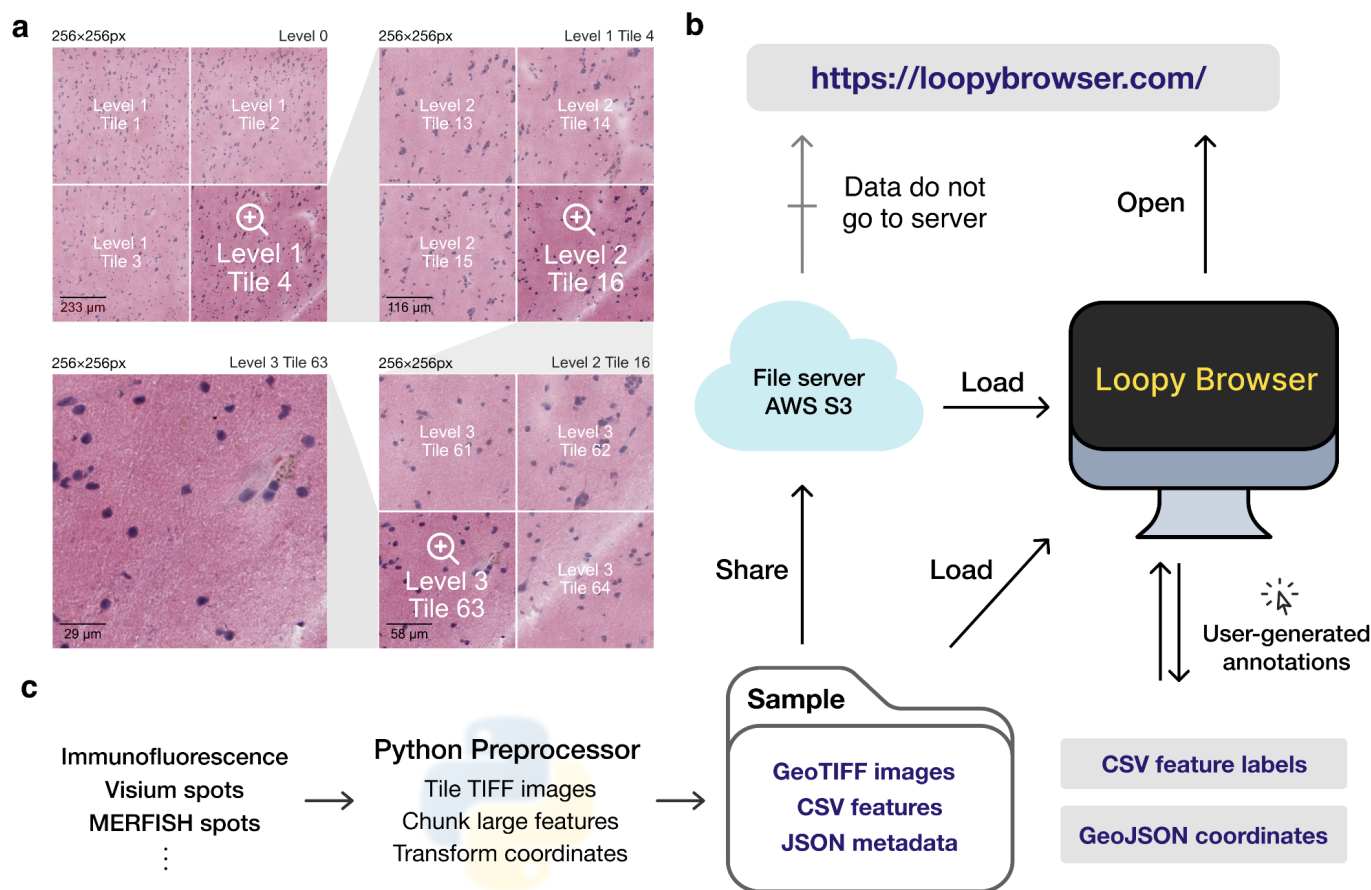 a
256×256px
Level 0
Level 1
Tile 1
Level 1
Tile 2
Level 1
Tile 3
Level 1
Tile 4
233 µm
256×256px
Level 1 Tile 4
Level 2
Tile 13
Level 2
Tile 14
Level 2
Tile 15
Level 2
Tile 16
116 µm
256×256px
Level 3 Tile 63
29 µm
256×256px
Level 2 Tile 16
Level 3
Tile 61
Level 3
Tile 62
Level 3
Tile 63
Level 3
Tile 64
58 µm
b
https://loopybrowser.com/
Data do not
go to server
Open
File server
AWS S3
Load
Loopy Browser
Share
Load
User-generated
annotations
CSV feature labels
GeoJSON coordinates
c
Immunofluorescence
Visium spots
MERFISH spots
⋮
Python Preprocessor
Tile TIFF images
Chunk large features
Transform coordinates
Sample
GeoTIFF images
CSV features
JSON metadata